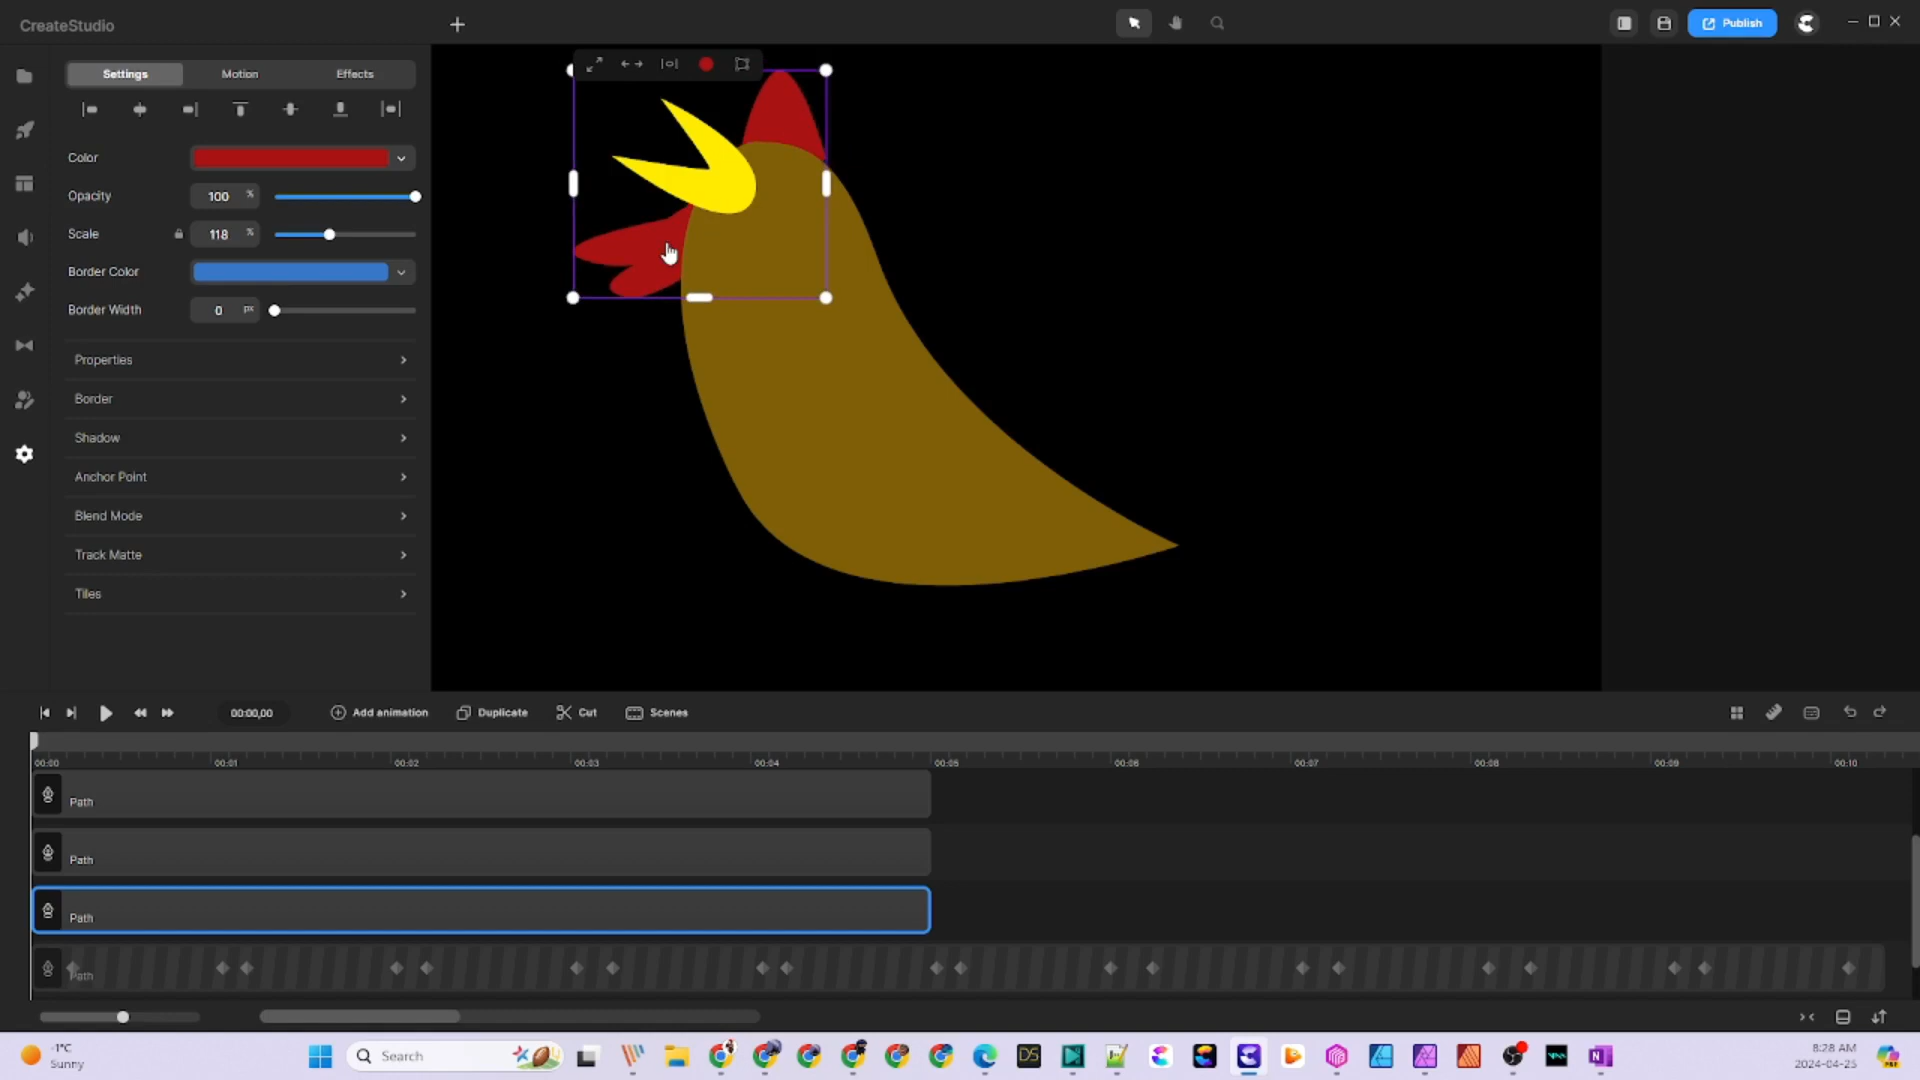 CreateStudio
Publish
Settings
Motion
Effects
Color
Opacity
100 %
Scale
118 %
Border Color
Border Width
0 px
Properties
Border
Shadow
Anchor Point
Blend Mode
Track Matte
Tiles
00:00,00
Add animation
Duplicate
Cut
Scenes
00:00
00:01
00:02
00:03
00:04
00:05
00:06
00:07
00:08
00:09
00:10
Path
Path
Path
Path
-1°C
Sunny
Search
DS
8:28 AM
2024-04-25